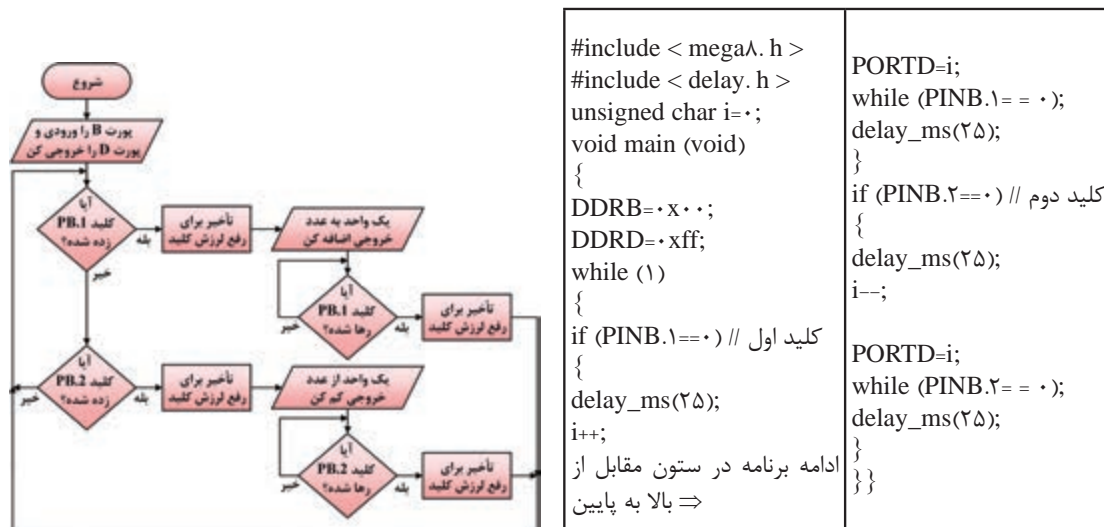 شروع
پورت B را ورودی و
پورت D را خروجی کن
آیا
کلید PB.1
زده شده؟
بله
خیر
تأخیر برای
رفع لرزش کلید
یک واحد به عدد
خروجی اضافه کن
آیا
کلید PB.1
رها شده؟
خیر
بله
تأخیر برای
رفع لرزش کلید
آیا
کلید PB.2
زده شده؟
خیر
بله
تأخیر برای
رفع لرزش کلید
یک واحد از عدد
خروجی کم کن
آیا
کلید PB.2
رها شده؟
خیر
بله
تأخیر برای
رفع لرزش کلید
#include < mega۸. h >
#include < delay. h >
unsigned char i=۰;
void main (void)
{
DDRB=۰x۰۰;
DDRD=۰xff;
while (۱)
{
if (PINB.۱==۰) // کلید اول
{
delay_ms(۲۵);
i++;
ادامه برنامه در ستون مقابل از
بالا به پایین ⇒
PORTD=i;
while (PINB.۱= = ۰);
delay_ms(۲۵);
}
if (PINB.۲==۰) // کلید دوم
{
delay_ms(۲۵);
i--;
PORTD=i;
while (PINB.۲= = ۰);
delay_ms(۲۵);
}
}}